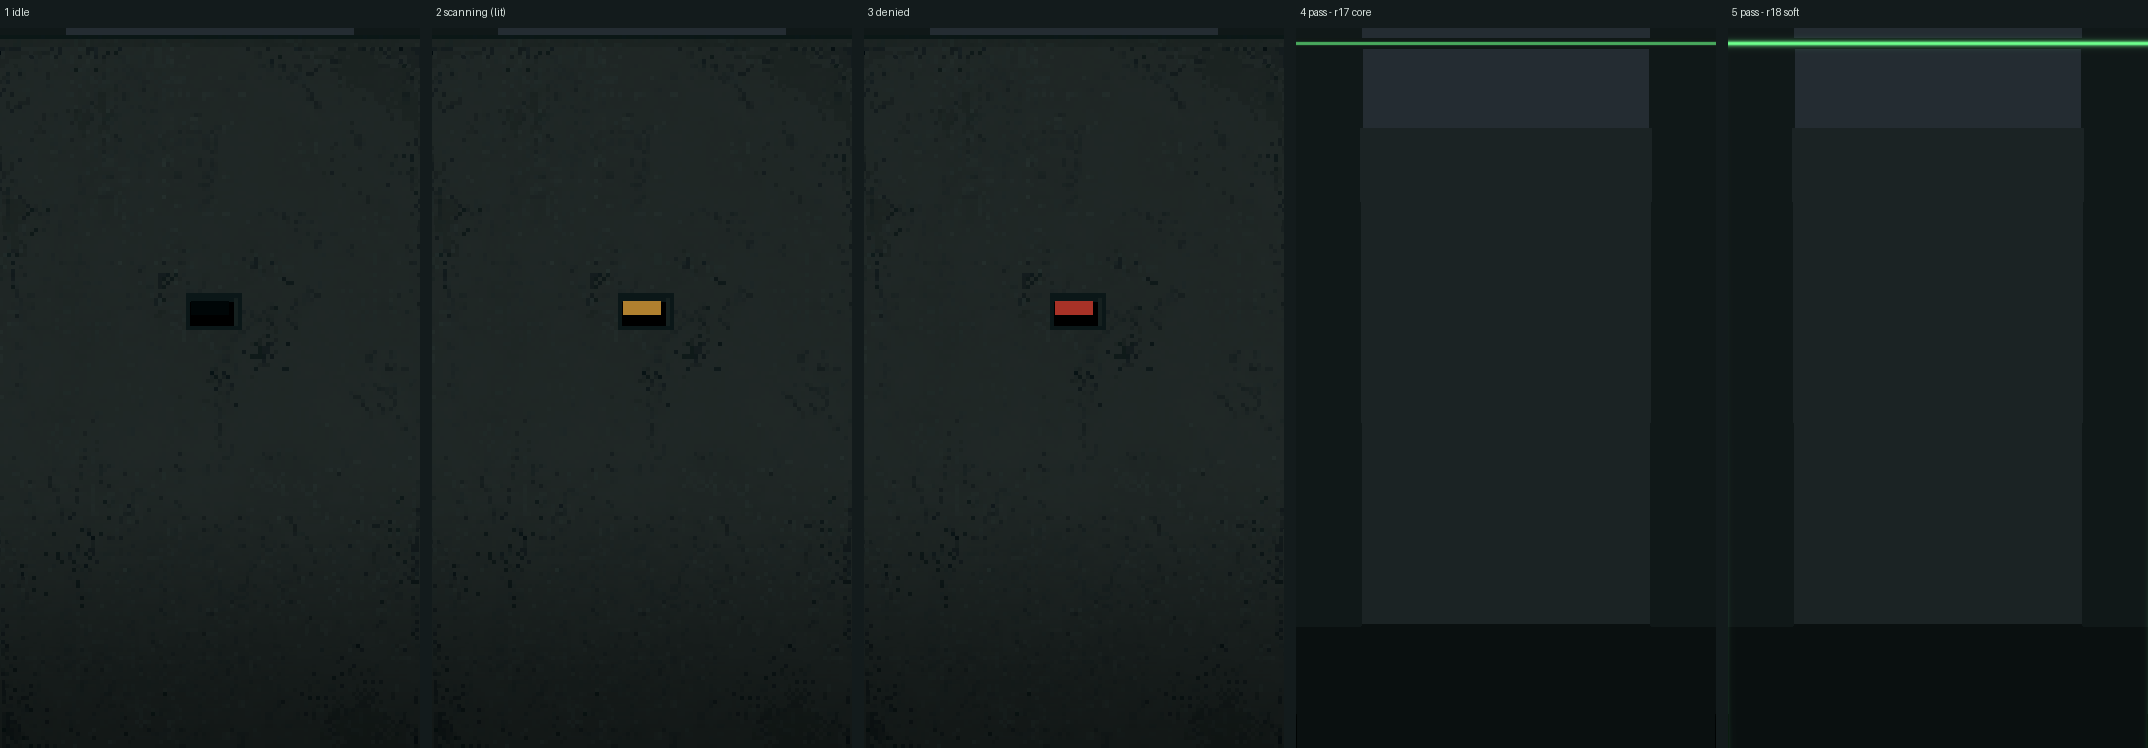 1 idle
2 scanning (lit)
3 denied
4 pass - r17 core
5 pass - r18 soft